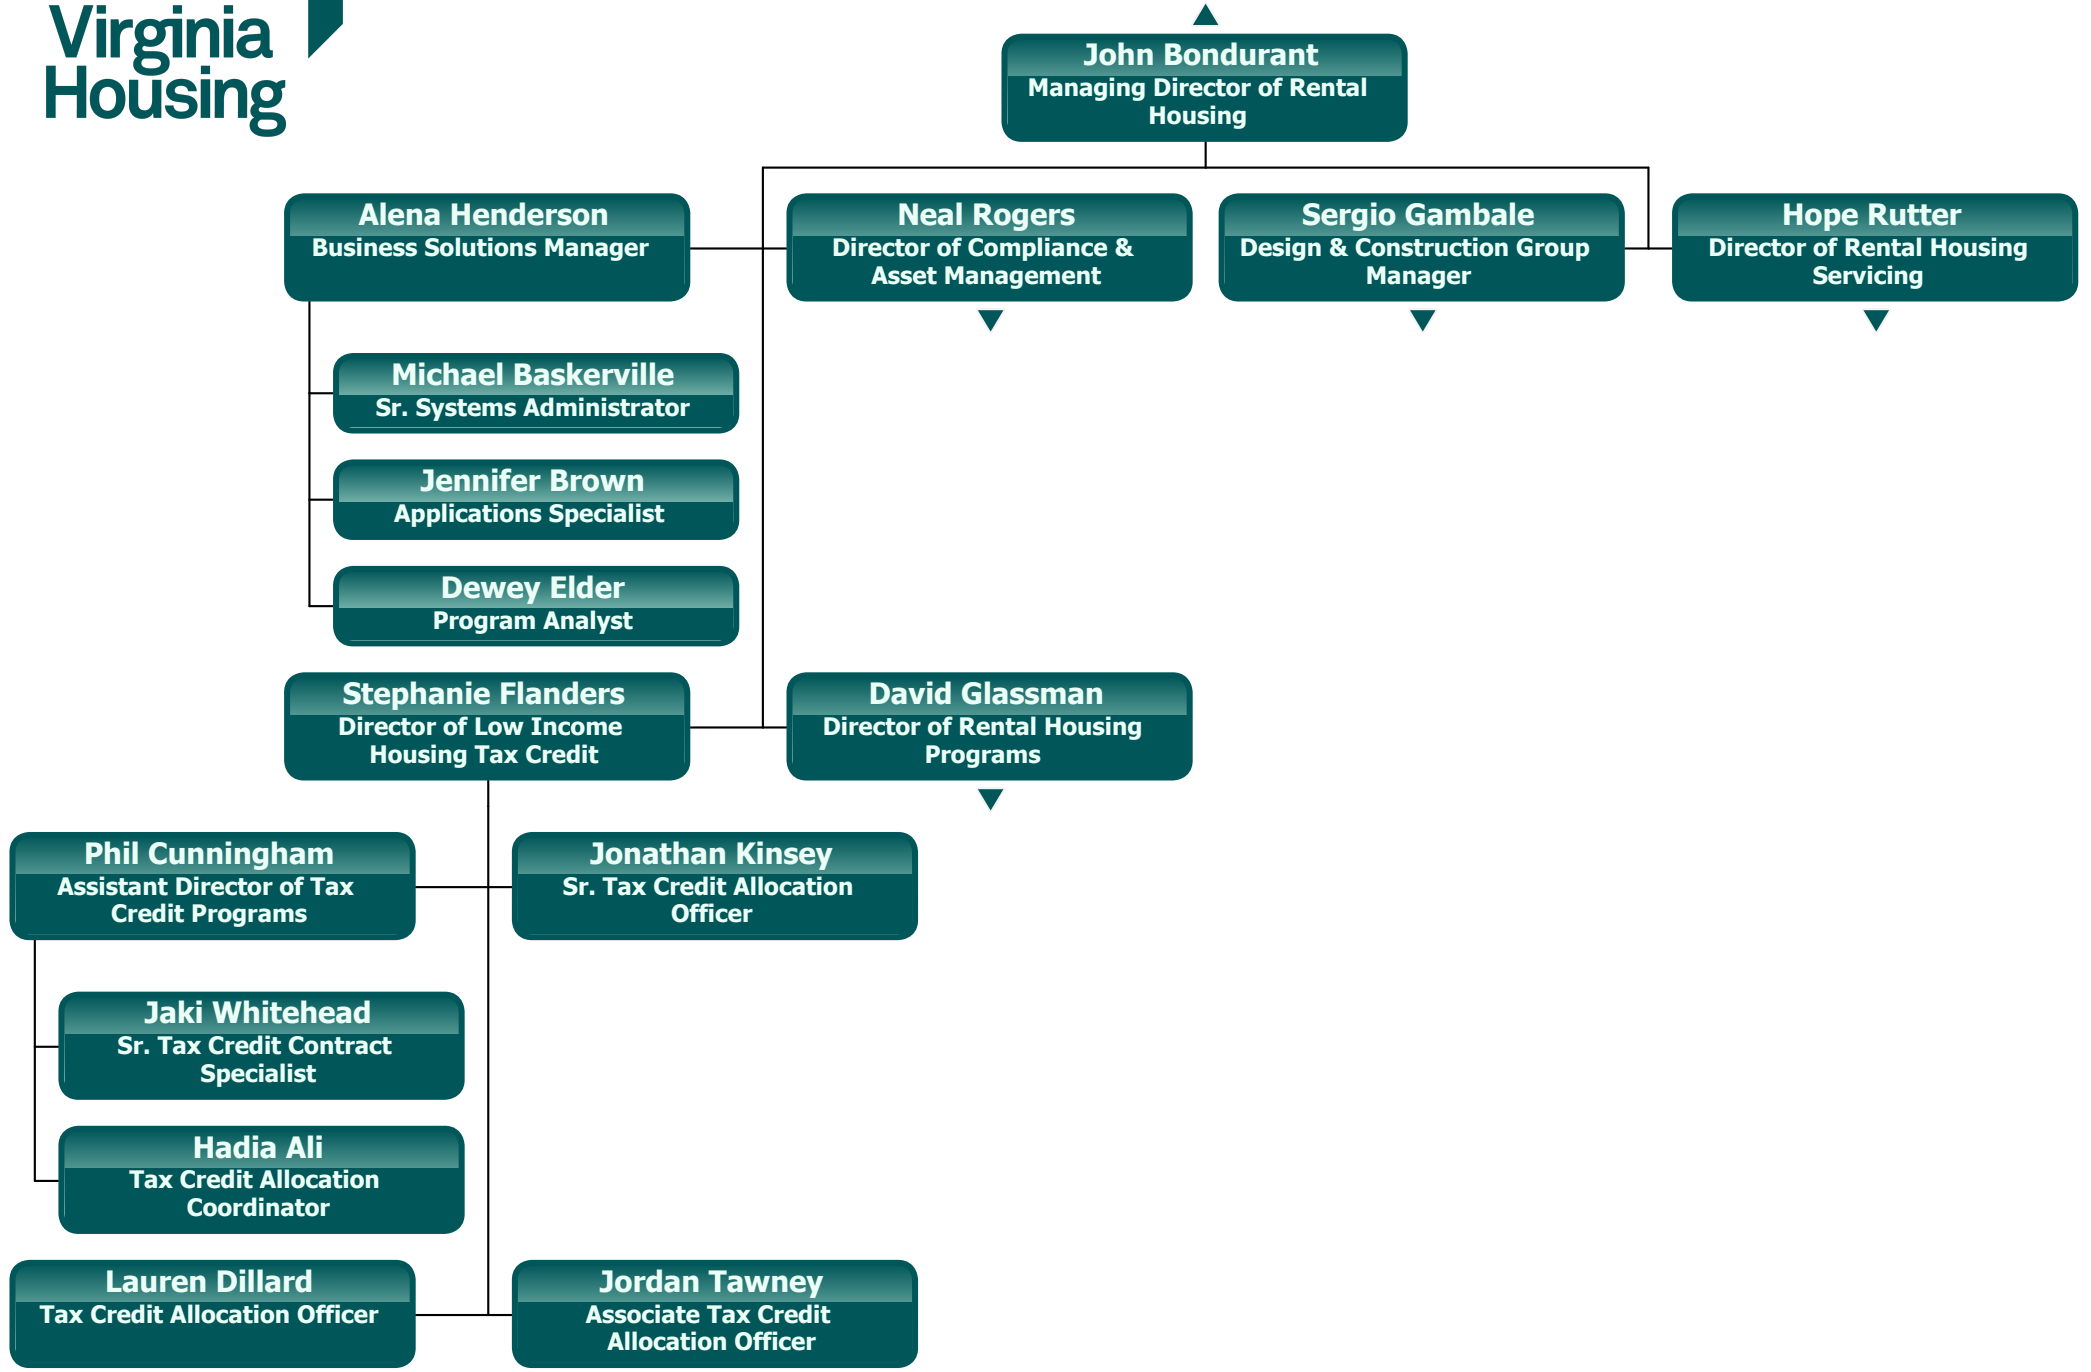 Virginia
Housing
John Bondurant
Managing Director of Rental
Housing
Alena Henderson
Business Solutions Manager
Neal Rogers
Director of Compliance &
Asset Management
Sergio Gambale
Design & Construction Group
Manager
Hope Rutter
Director of Rental Housing
Servicing
Michael Baskerville
Sr. Systems Administrator
Jennifer Brown
Applications Specialist
Dewey Elder
Program Analyst
Stephanie Flanders
Director of Low Income
Housing Tax Credit
David Glassman
Director of Rental Housing
Programs
Phil Cunningham
Assistant Director of Tax
Credit Programs
Jonathan Kinsey
Sr. Tax Credit Allocation
Officer
Jaki Whitehead
Sr. Tax Credit Contract
Specialist
Hadia Ali
Tax Credit Allocation
Coordinator
Lauren Dillard
Tax Credit Allocation Officer
Jordan Tawney
Associate Tax Credit
Allocation Officer